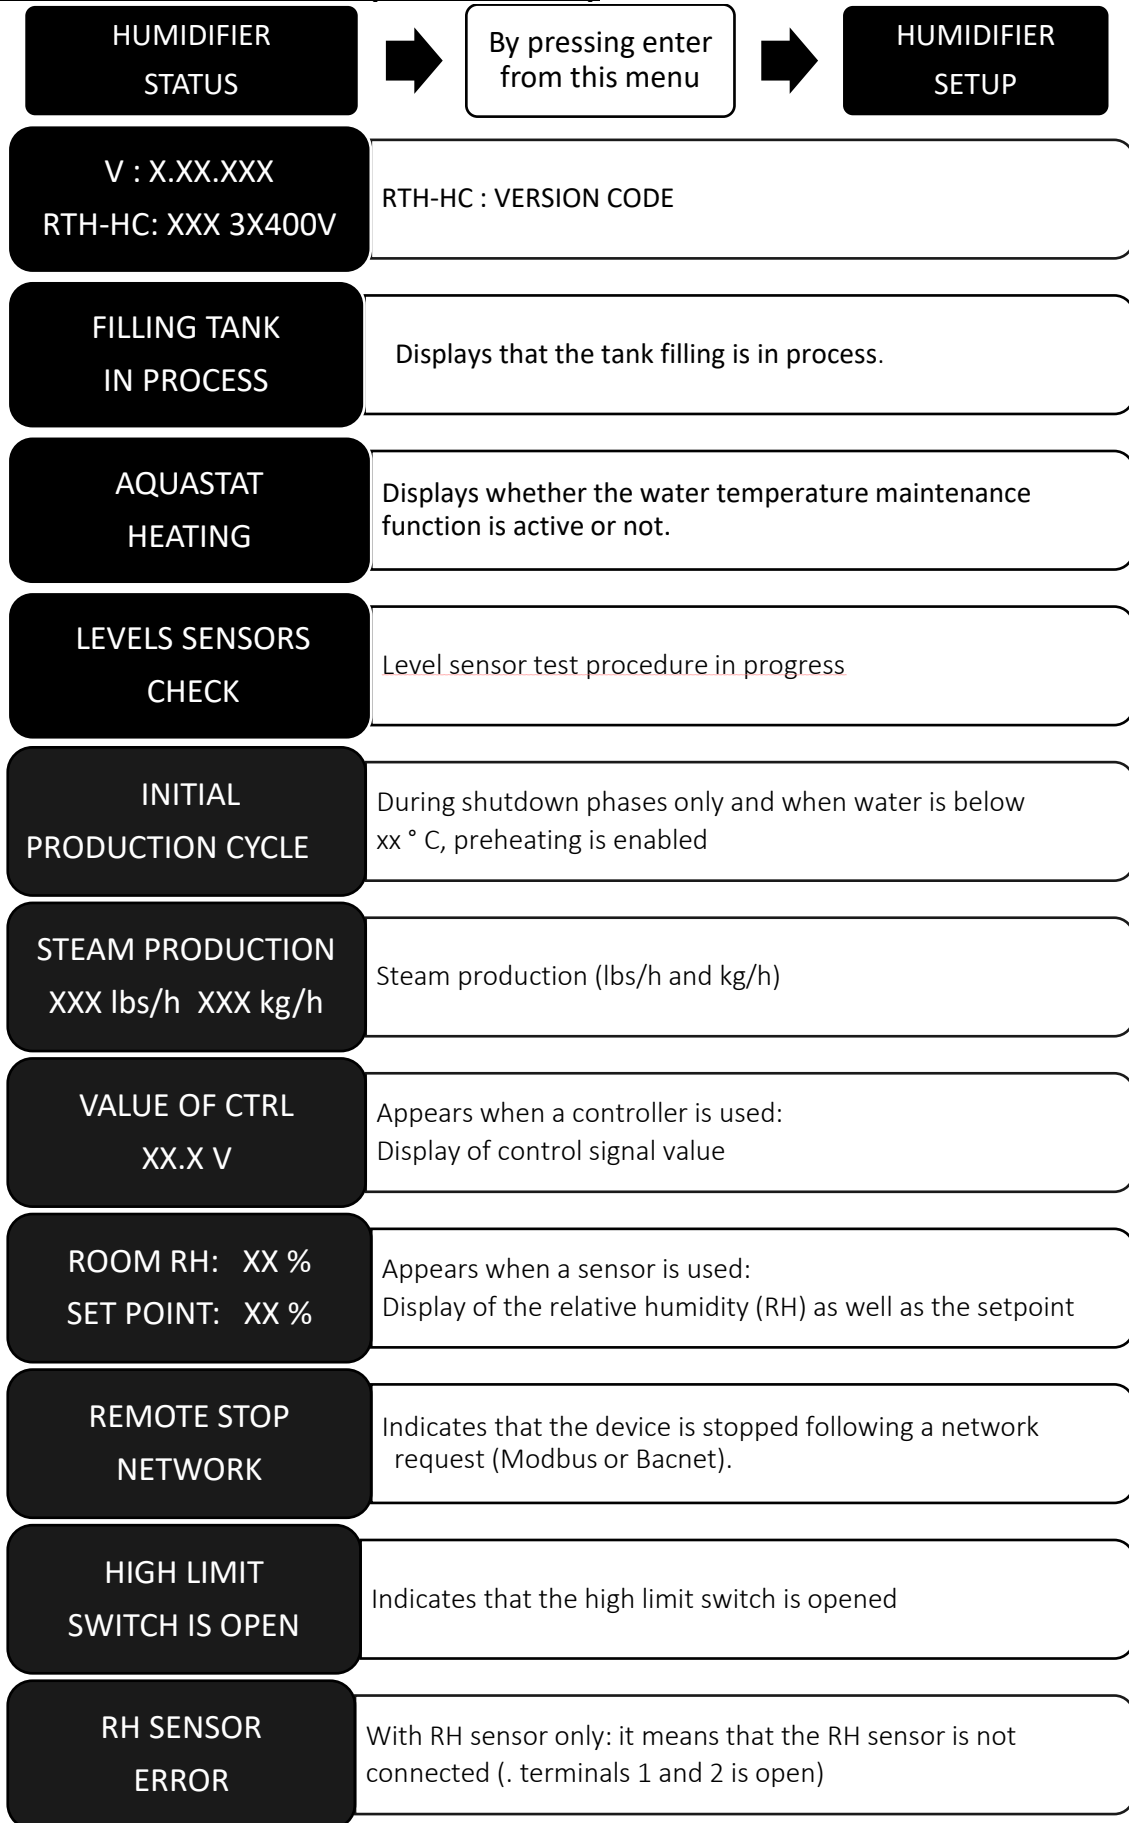 HUMIDIFIER
STATUS
By pressing enter
from this menu
HUMIDIFIER
SETUP
V : X.XX.XXX
RTH-HC: XXX 3X400V
RTH-HC : VERSION CODE
FILLING TANK
IN PROCESS
Displays that the tank filling is in process.
AQUASTAT
HEATING
Displays whether the water temperature maintenance
function is active or not.
LEVELS SENSORS
CHECK
Level sensor test procedure in progress
INITIAL
PRODUCTION CYCLE
During shutdown phases only and when water is below
xx ° C, preheating is enabled
STEAM PRODUCTION
XXX lbs/h XXX kg/h
Steam production (lbs/h and kg/h)
VALUE OF CTRL
XX.X V
Appears when a controller is used:
Display of control signal value
ROOM RH: XX %
SET POINT: XX %
Appears when a sensor is used:
Display of the relative humidity (RH) as well as the setpoint
REMOTE STOP
NETWORK
Indicates that the device is stopped following a network
request (Modbus or Bacnet).
HIGH LIMIT
SWITCH IS OPEN
Indicates that the high limit switch is opened
RH SENSOR
ERROR
With RH sensor only: it means that the RH sensor is not
connected (. terminals 1 and 2 is open)